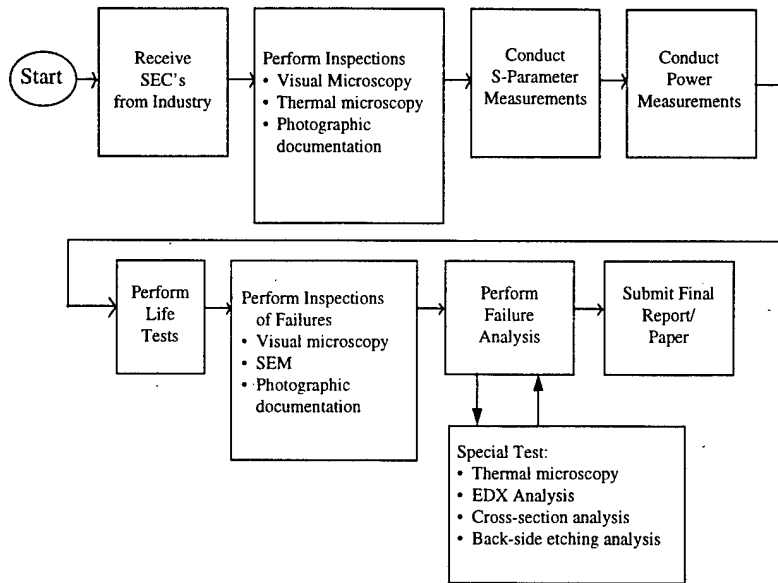 Start
Receive
SEC's
from Industry
Perform Inspections
• Visual Microscopy
• Thermal microscopy
• Photographic
documentation
Conduct
S-Parameter
Measurements
Conduct
Power
Measurements
Perform
Life
Tests
Perform Inspections
of Failures
• Visual microscopy
• SEM
• Photographic
documentation
Perform
Failure
Analysis
Submit Final
Report/
Paper
Special Test:
• Thermal microscopy
• EDX Analysis
• Cross-section analysis
• Back-side etching analysis